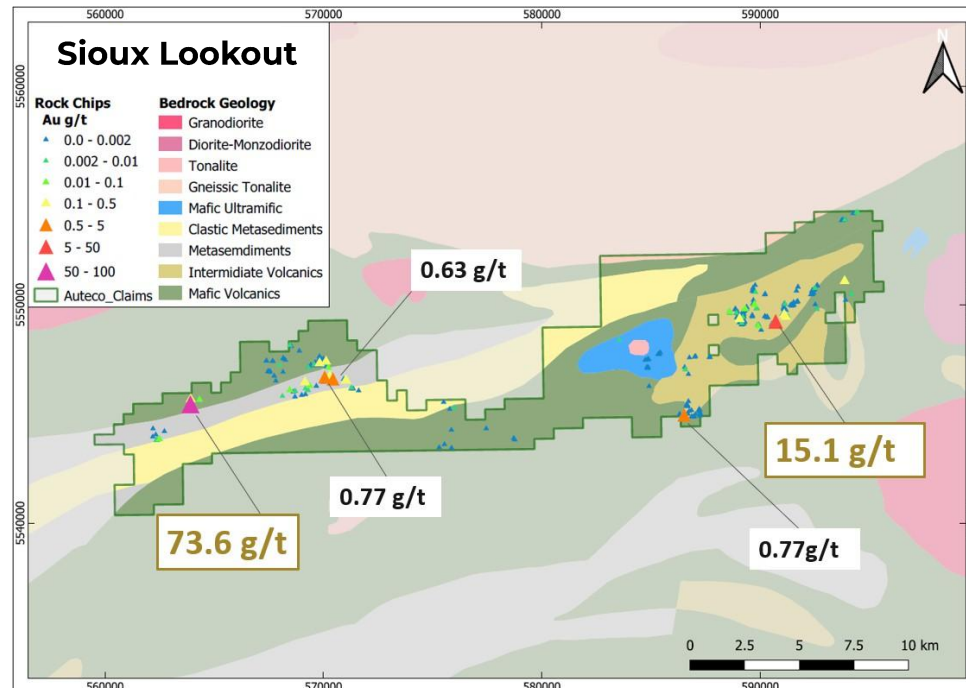 560000 570000 580000 590000
Sioux Lookout
N
5560000
5550000
5540000
Rock Chips
Au g/t
0.0 - 0.002
0.002 - 0.01
0.01 - 0.1
0.1 - 0.5
0.5 - 5
5 - 50
50 - 100
Auteco_Claims
Bedrock Geology
Granodiorite
Diorite-Monzodiorite
Tonalite
Gneissic Tonalite
Mafic Ultramific
Clastic Metasediments
Metasemdiments
Intermidiate Volcanics
Mafic Volcanics
0.63 g/t
0.77 g/t
73.6 g/t
15.1 g/t
0.77g/t
0 2.5 5 7.5 10 km
560000 570000 580000 590000